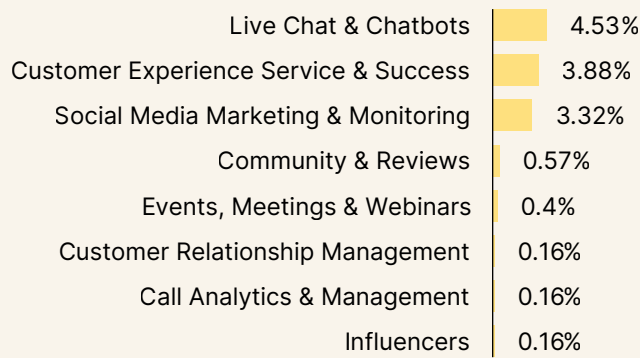 Live Chat & Chatbots 4.53%
Customer Experience Service & Success 3.88%
Social Media Marketing & Monitoring 3.32%
Community & Reviews 0.57%
Events, Meetings & Webinars 0.4%
Customer Relationship Management 0.16%
Call Analytics & Management 0.16%
Influencers 0.16%